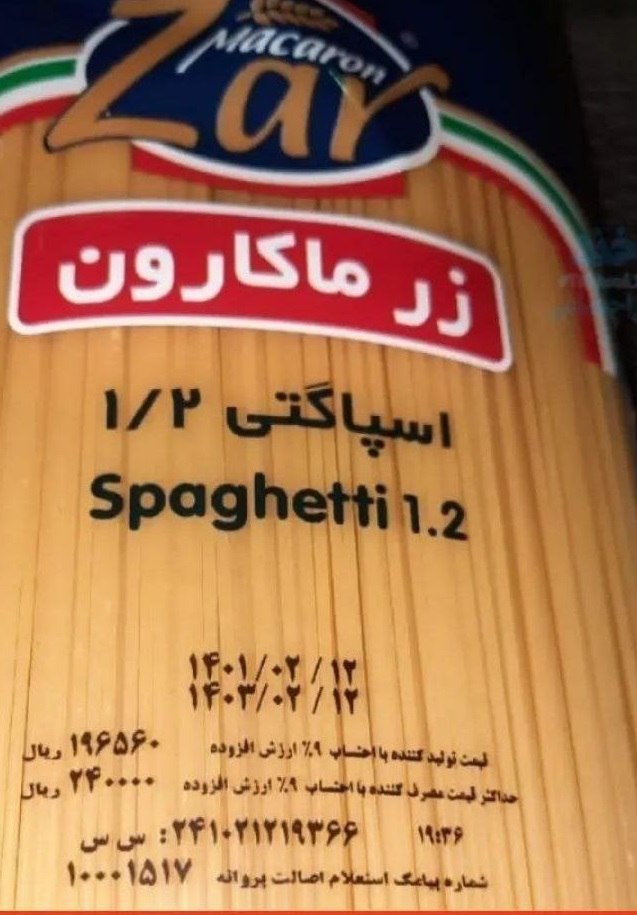 Macaron
Zar
زر ماکارون
اسپاگتی ۱/۲
Spaghetti 1.2
۱۴۰۱/۰۲/۱۲
۱۴۰۳/۰۲/۱۲
قیمت تولید کننده با احتساب ۹٪ ارزش افزوده ۱۹۶۵۶۰ ریال
حداکثر قیمت مصرف کننده با احتساب ۹٪ ارزش افزوده ۲۴۰۰۰۰ ریال
۱۹:۳۶ ۲۴۱۰۲۱۲۱۹۳۶۶ : س س
شماره پیامک استعلام اصالت پروانه ۱۰۰۰۱۵۱۷